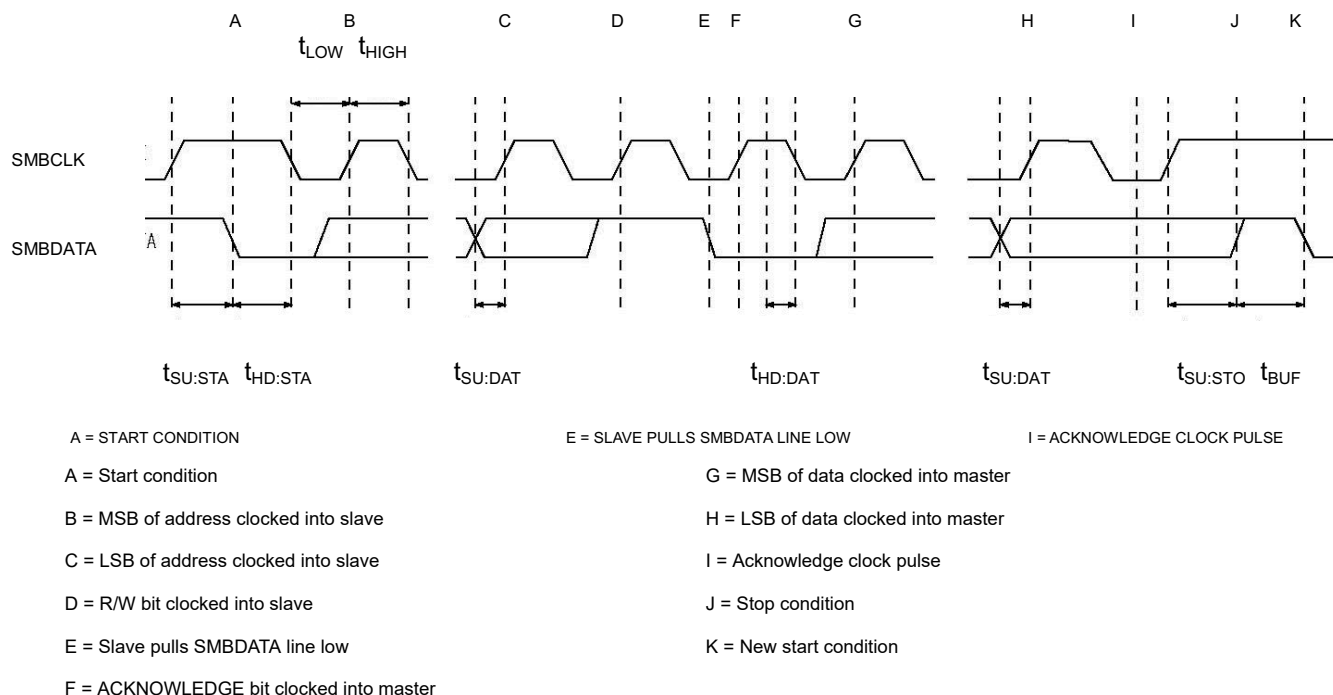 A B C D E F G H I J K
tLOW tHIGH
SMBCLK
A
SMBDATA
tSU:STA tHD:STA tSU:DAT tHD:DAT tSU:DAT tSU:STO tBUF
A = START CONDITION E = SLAVE PULLS SMBDATA LINE LOW I = ACKNOWLEDGE CLOCK PULSE
A = Start condition
B = MSB of address clocked into slave
C = LSB of address clocked into slave
D = R/W bit clocked into slave
E = Slave pulls SMBDATA line low
F = ACKNOWLEDGE bit clocked into master
G = MSB of data clocked into master
H = LSB of data clocked into master
I = Acknowledge clock pulse
J = Stop condition
K = New start condition